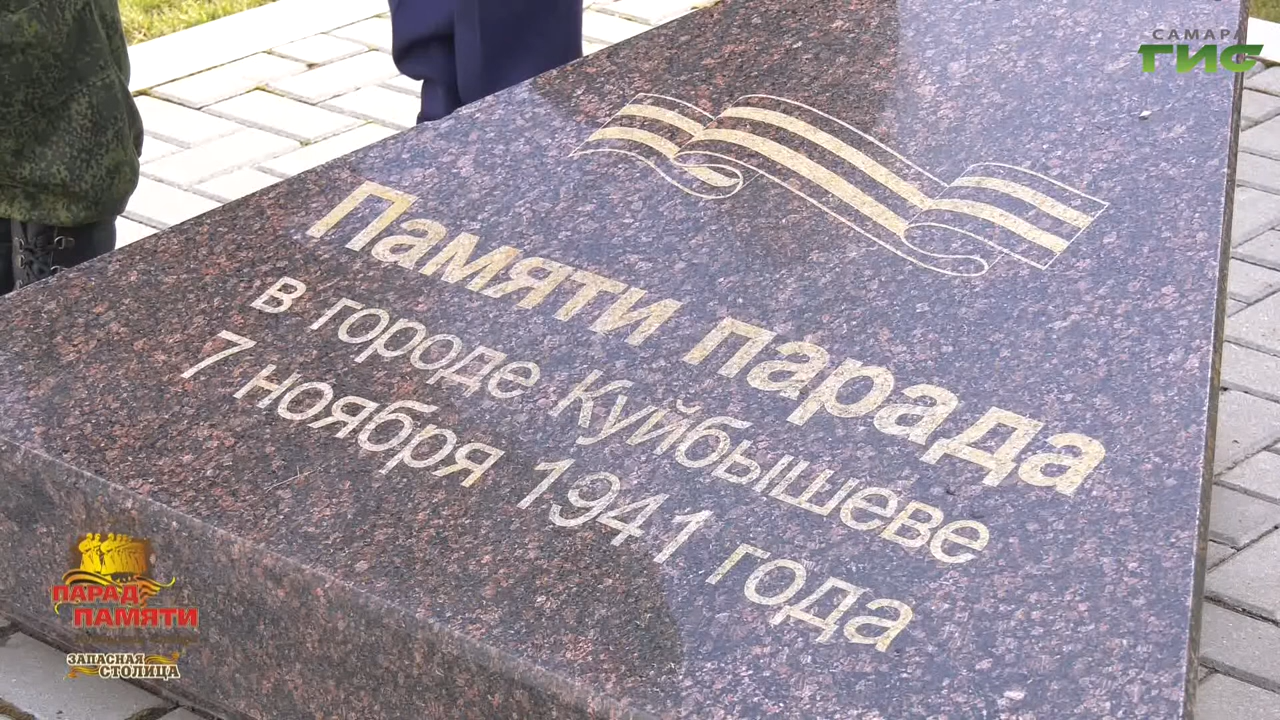 САМАРА
ГИС
Памяти парада
в городе Куйбышеве
7 ноября 1941 года
ПАРАД
ПАМЯТИ
ЗАПАСНАЯ
СТОЛИЦА